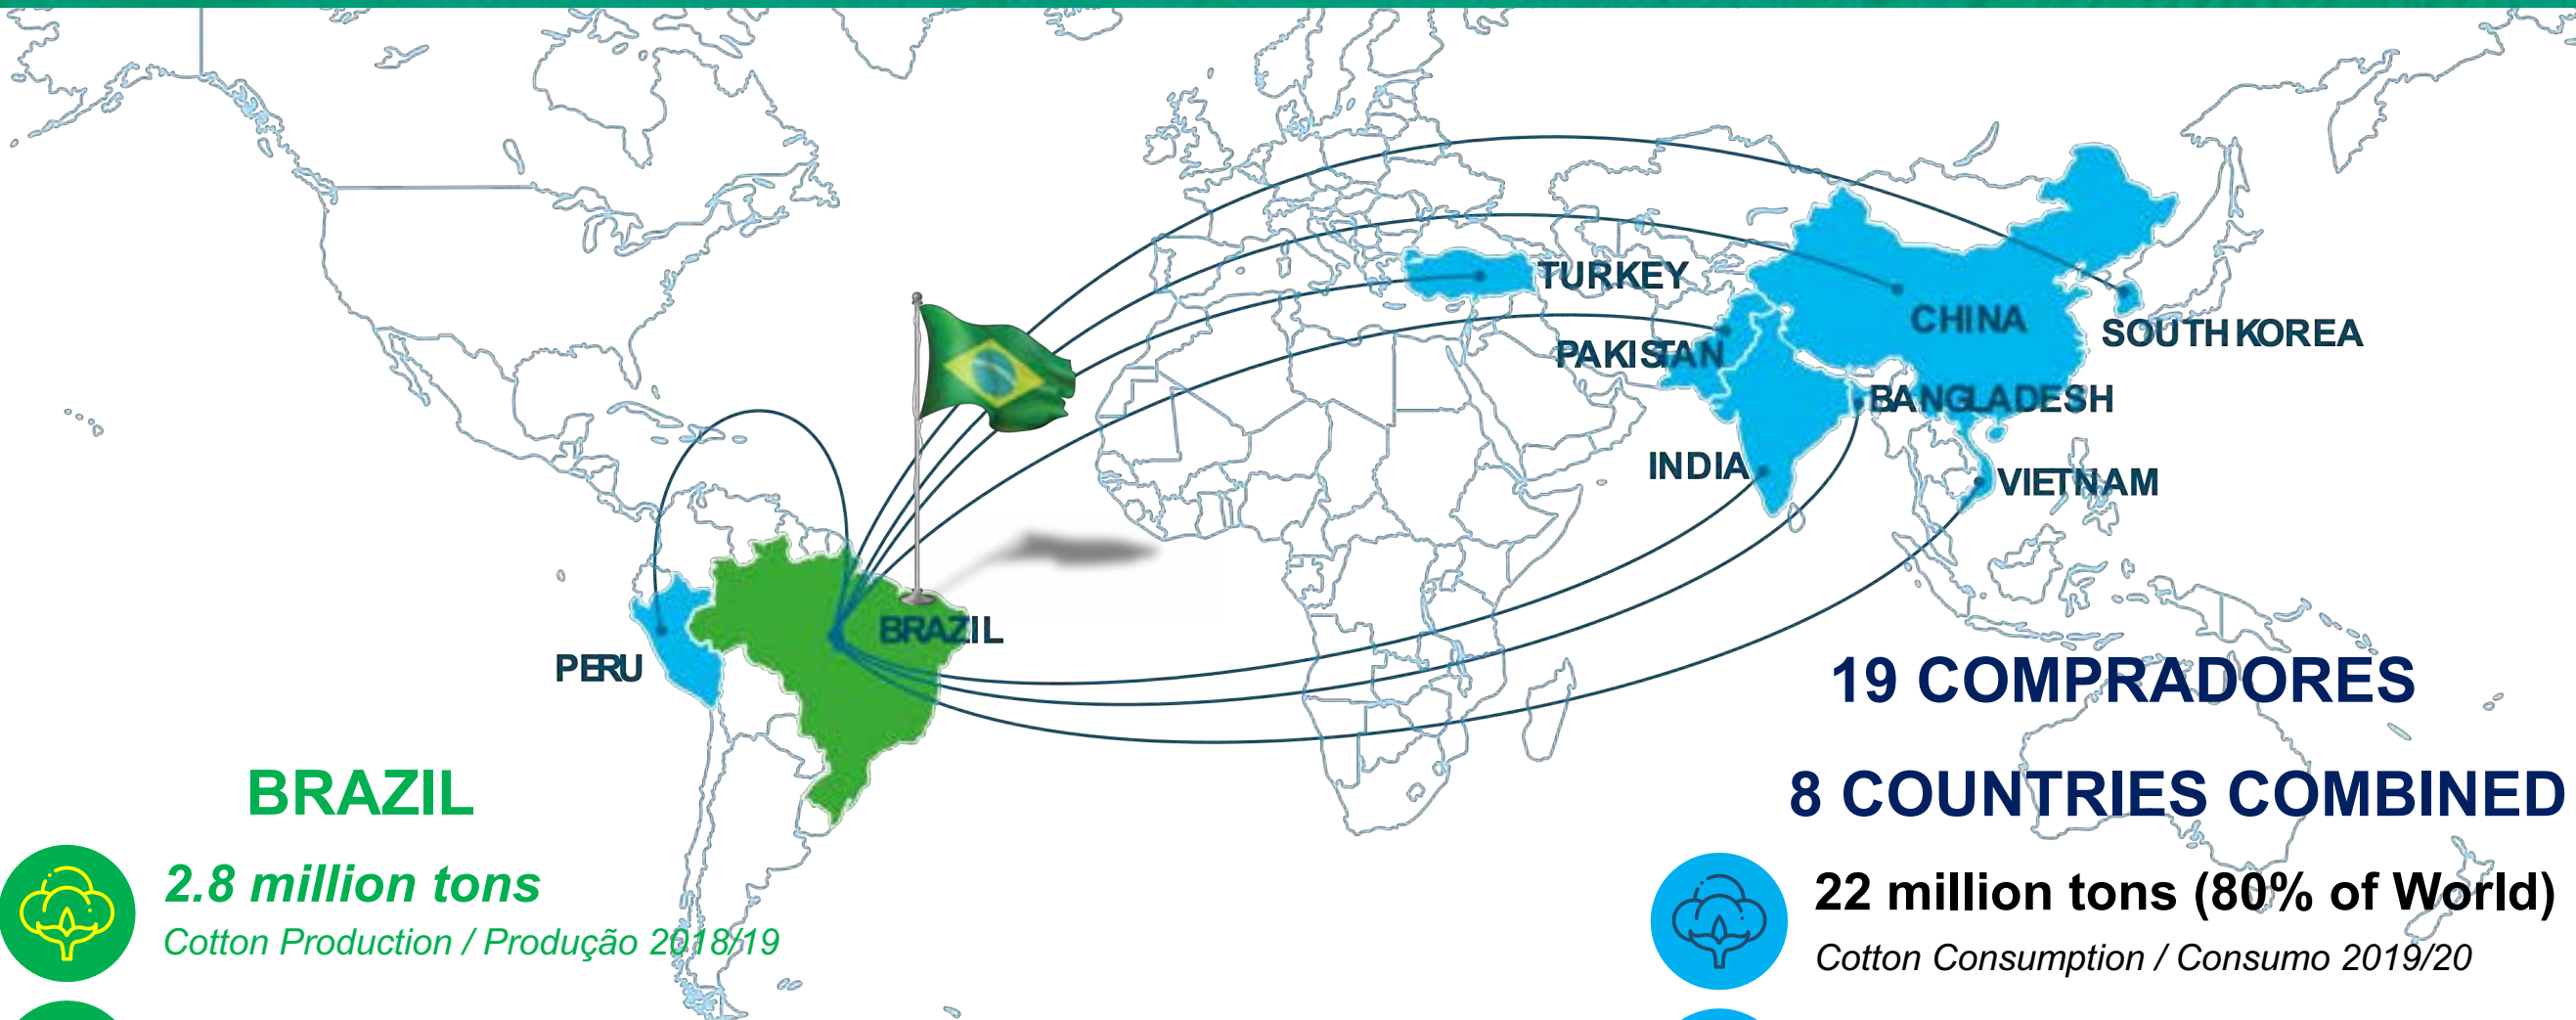 TURKEY
CHINA
SOUTH KOREA
PAKISTAN
BANGLADESH
INDIA
VIETNAM
BRAZIL
PERU
19 COMPRADORES
8 COUNTRIES COMBINED
BRAZIL
2.8 million tons
Cotton Production / Produção 2018/19
22 million tons (80% of World)
Cotton Consumption / Consumo 2019/20